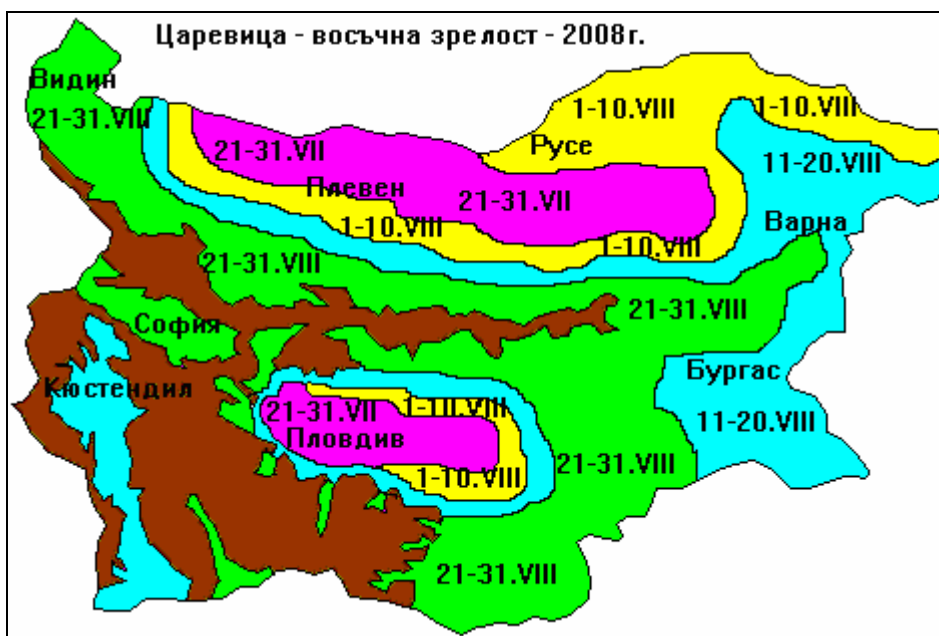 Царевица - восъчна зрелост - 2008г.
Видин
21-31.VIII
1-10.VIII
1-10.VIII
Русе
21-31.VII
11-20.VIII
Плевен
21-31.VII
1-10.VIII
Варна
1-10.VIII
21-31.VIII
21-31.VIII
София
Бургас
Кюстендил
21-31.VII
1-10.VIII
11-20.VIII
Пловдив
21-31.VIII
1-10.VIII
21-31.VIII